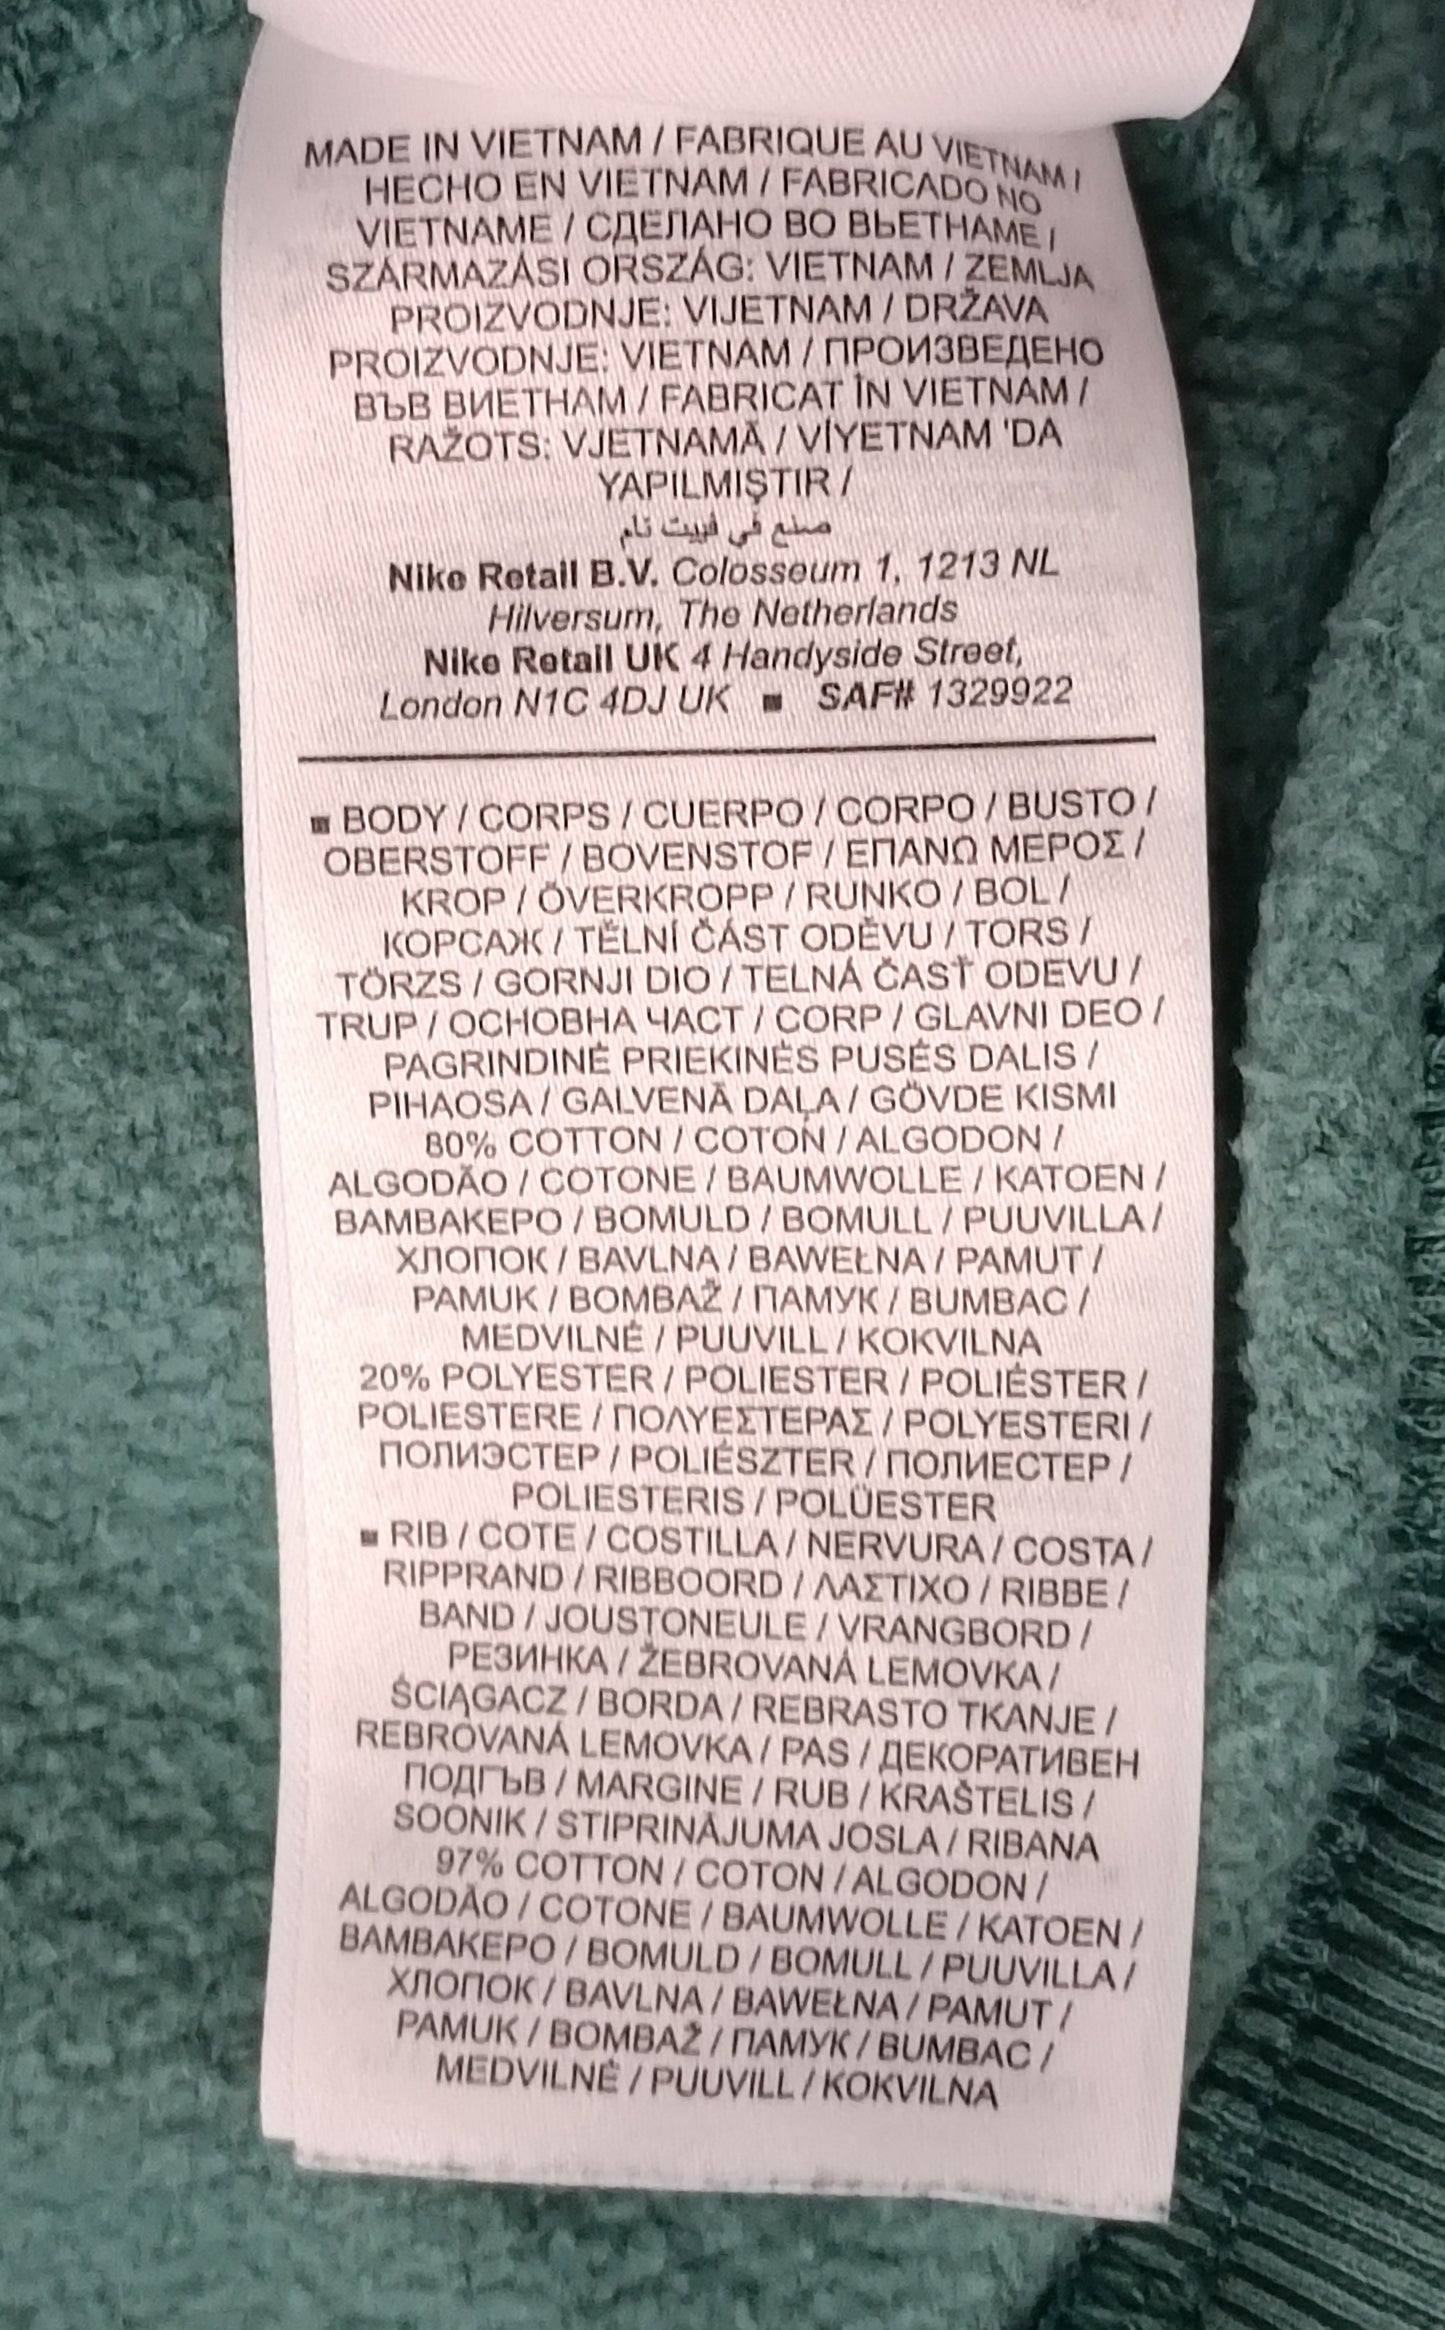 MADE IN VIETNAM / FABRIQUE AU VIETNAM /
HECHO EN VIETNAM / FABRICADO NO
VIETNAME / СДЕЛАНО ВО ВЬЕТНАМЕ /
SZÁRMAZÁSI ORSZÁG: VIETNAM / ZEMLJA
PROIZVODNJE: VIJETNAM / DRŽAVA
PROIZVODNJE: VIETNAM / ПРОИЗВЕДЕНО
ВЪВ ВИЕТНАМ / FABRICAT ÎN VIETNAM /
RAŽOTS: VJETNAMĀ / VİYETNAM 'DA
YAPILMIŞTIR /
صنع في فييت نام
Nike Retail B.V. Colosseum 1, 1213 NL
Hilversum, The Netherlands
Nike Retail UK 4 Handyside Street,
London N1C 4DJ UK ■ SAF# 1329922
■ BODY / CORPS / CUERPO / CORPO / BUSTO /
OBERSTOFF / BOVENSTOF / ΕΠΑΝΩ ΜΕΡΟΣ /
KROP / ÖVERKROPP / RUNKO / BOL /
КОРСАЖ / TĚLNÍ ČÁST ODĚVU / TORS /
TÖRZS / GORNJI DIO / TELNÁ ČASŤ ODEVU /
TRUP / ОСНОВНА ЧАСТ / CORP / GLAVNI DEO /
PAGRINDINĖ PRIEKINĖS PUSĖS DALIS /
PIHAOSA / GALVENĀ DAĻA / GÖVDE KISMI
80% COTTON / COTON / ALGODON /
ALGODÃO / COTONE / BAUMWOLLE / KATOEN /
ΒΑΜΒΑΚΕΡΟ / BOMULD / BOMULL / PUUVILLA /
ХЛОПОК / BAVLNA / BAWEŁNA / PAMUT /
PAMUK / BOMBAŽ / ПАМУК / BUMBAC /
MEDVILNĖ / PUUVILL / KOKVILNA
20% POLYESTER / POLIESTER / POLIÉSTER /
POLIESTERE / ΠΟΛΥΕΣΤΕΡΑΣ / POLYESTERI /
ПОЛИЭСТЕР / POLIÉSZTER / ПОЛИЕСТЕР /
POLIESTERIS / POLÜESTER
■ RIB / COTE / COSTILLA / NERVURA / COSTA /
RIPPRAND / RIBBOORD / ΛΑΣΤΙΧΟ / RIBBE /
BAND / JOUSTONEULE / VRANGBORD /
РЕЗИНКА / ŽEBROVANÁ LEMOVKA /
ŚCIĄGACZ / BORDA / REBRASTO TKANJE /
REBROVANÁ LEMOVKA / PAS / ДЕКОРАТИВЕН
ПОДГЪВ / MARGINE / RUB / KRAŠTELIS /
SOONIK / STIPRINĀJUMA JOSLA / RIBANA
97% COTTON / COTON / ALGODON /
ALGODÃO / COTONE / BAUMWOLLE / KATOEN /
ΒΑΜΒΑΚΕΡΟ / BOMULD / BOMULL / PUUVILLA /
ХЛОПОК / BAVLNA / BAWEŁNA / PAMUT /
PAMUK / BOMBAŽ / ПАМУК / BUMBAC /
MEDVILNĖ / PUUVILL / KOKVILNA